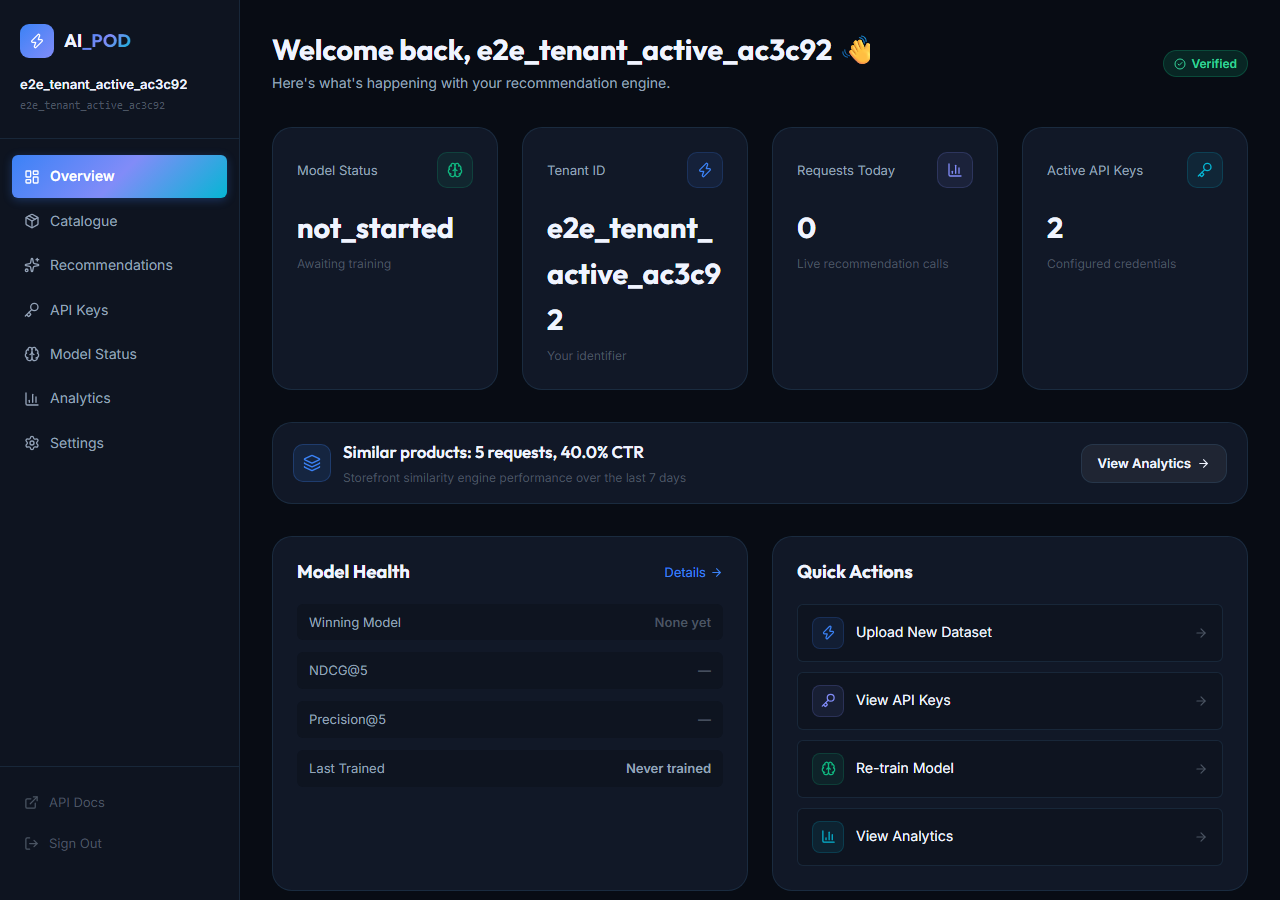 AI_POD
e2e_tenant_active_ac3c92
e2e_tenant_active_ac3c92
Overview
Catalogue
Recommendations
API Keys
Model Status
Analytics
Settings
API Docs
Sign Out
Welcome back, e2e_tenant_active_ac3c92 👋
Here's what's happening with your recommendation engine.
Verified
Model Status
not_started
Awaiting training
Tenant ID
e2e_tenant_
active_ac3c9
2
Your identifier
Requests Today
0
Live recommendation calls
Active API Keys
2
Configured credentials
Similar products: 5 requests, 40.0% CTR
Storefront similarity engine performance over the last 7 days
View Analytics →
Model Health
Details →
Winning Model None yet
NDCG@5 —
Precision@5 —
Last Trained Never trained
Quick Actions
Upload New Dataset →
View API Keys →
Re-train Model →
View Analytics →